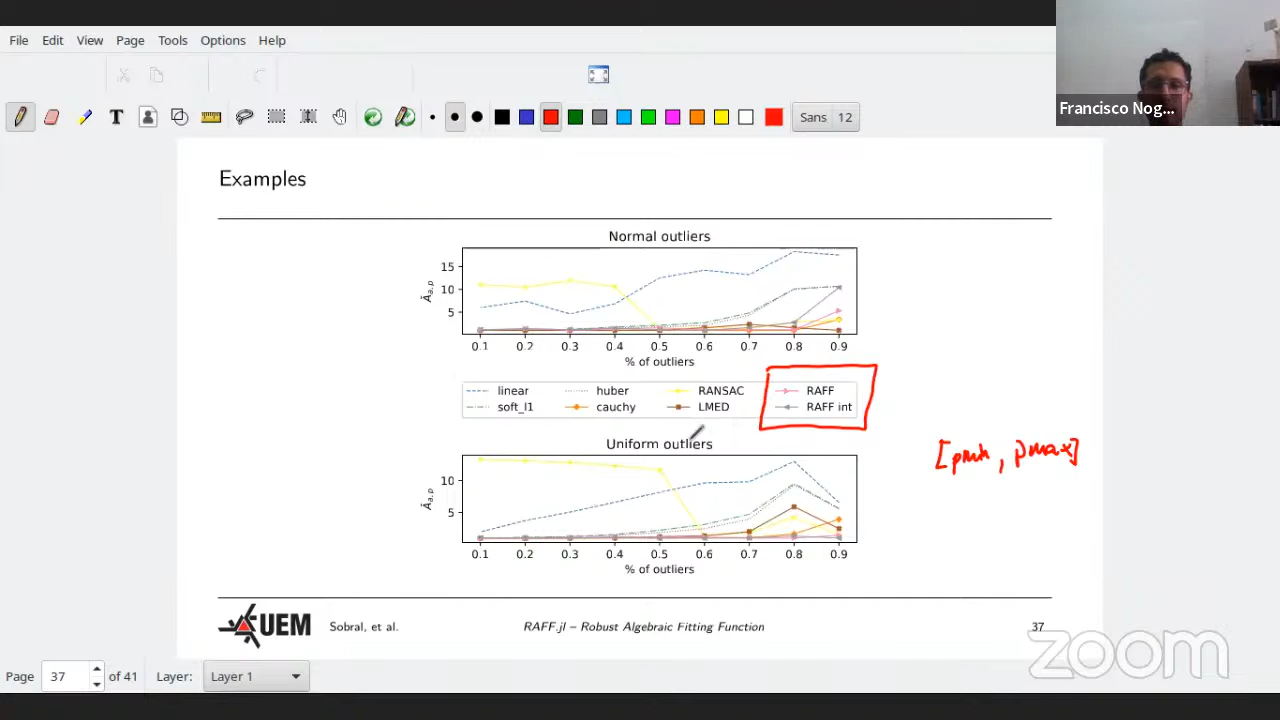 File Edit View Page Tools Options Help
Francisco Nog...
Sans 12
Examples
Normal outliers
15
10
5
Ā_{a,p}
0.1 0.2 0.3 0.4 0.5 0.6 0.7 0.8 0.9
% of outliers
linear huber RANSAC RAFF
soft_l1 cauchy LMED RAFF int
Uniform outliers
[pmin, pmax]
10
5
Ā_{a,p}
0.1 0.2 0.3 0.4 0.5 0.6 0.7 0.8 0.9
% of outliers
UEM Sobral, et al. RAFF.jl – Robust Algebraic Fitting Function 37
zoom
Page 37 of 41 Layer: Layer 1